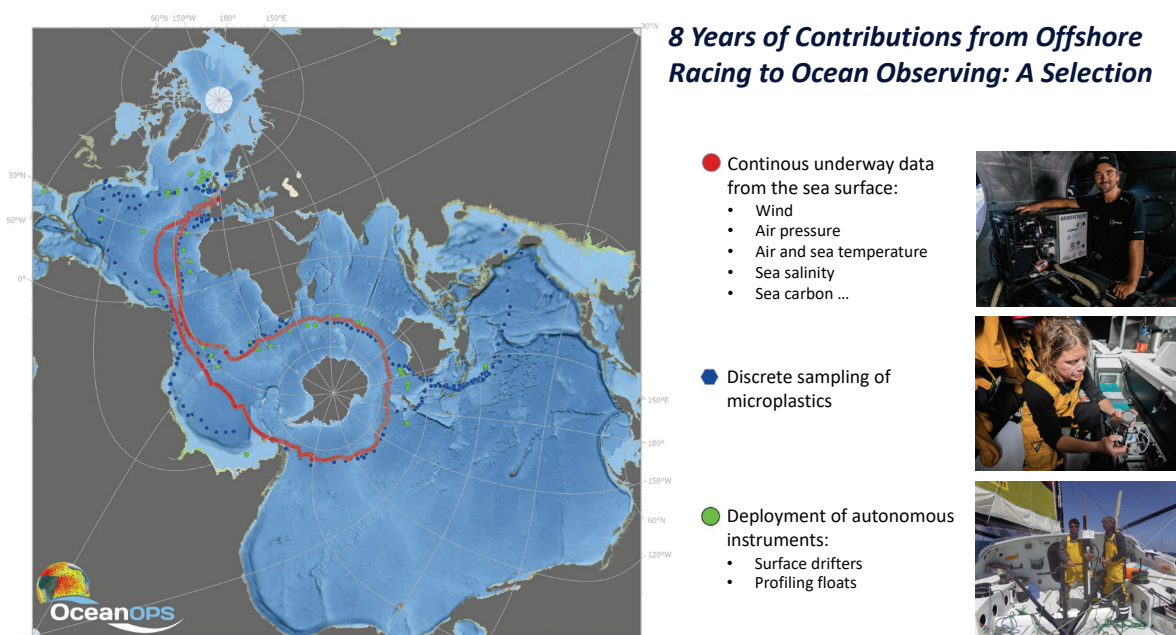 60°N 150°W 180° 150°E
30°N
8 Years of Contributions from Offshore
Racing to Ocean Observing: A Selection
30°N
90°W
0°
150°E
180°
150°W
60°N
120°W
Continous underway data
from the sea surface:
• Wind
• Air pressure
• Air and sea temperature
• Sea salinity
• Sea carbon ...
Discrete sampling of
microplastics
Deployment of autonomous
instruments:
• Surface drifters
• Profiling floats
OceanOPS